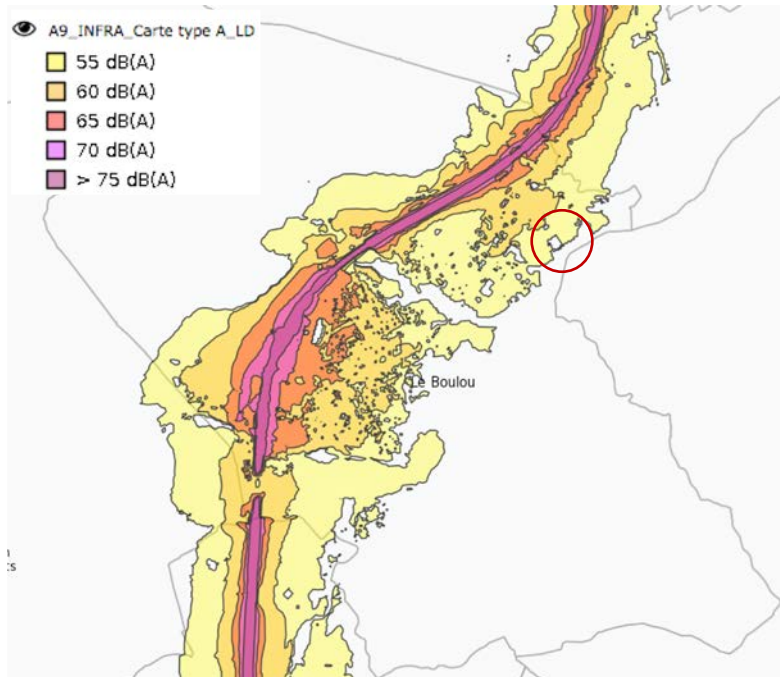 A9_INFRA_Carte type A_LD
55 dB(A)
60 dB(A)
65 dB(A)
70 dB(A)
> 75 dB(A)
Le Boulou